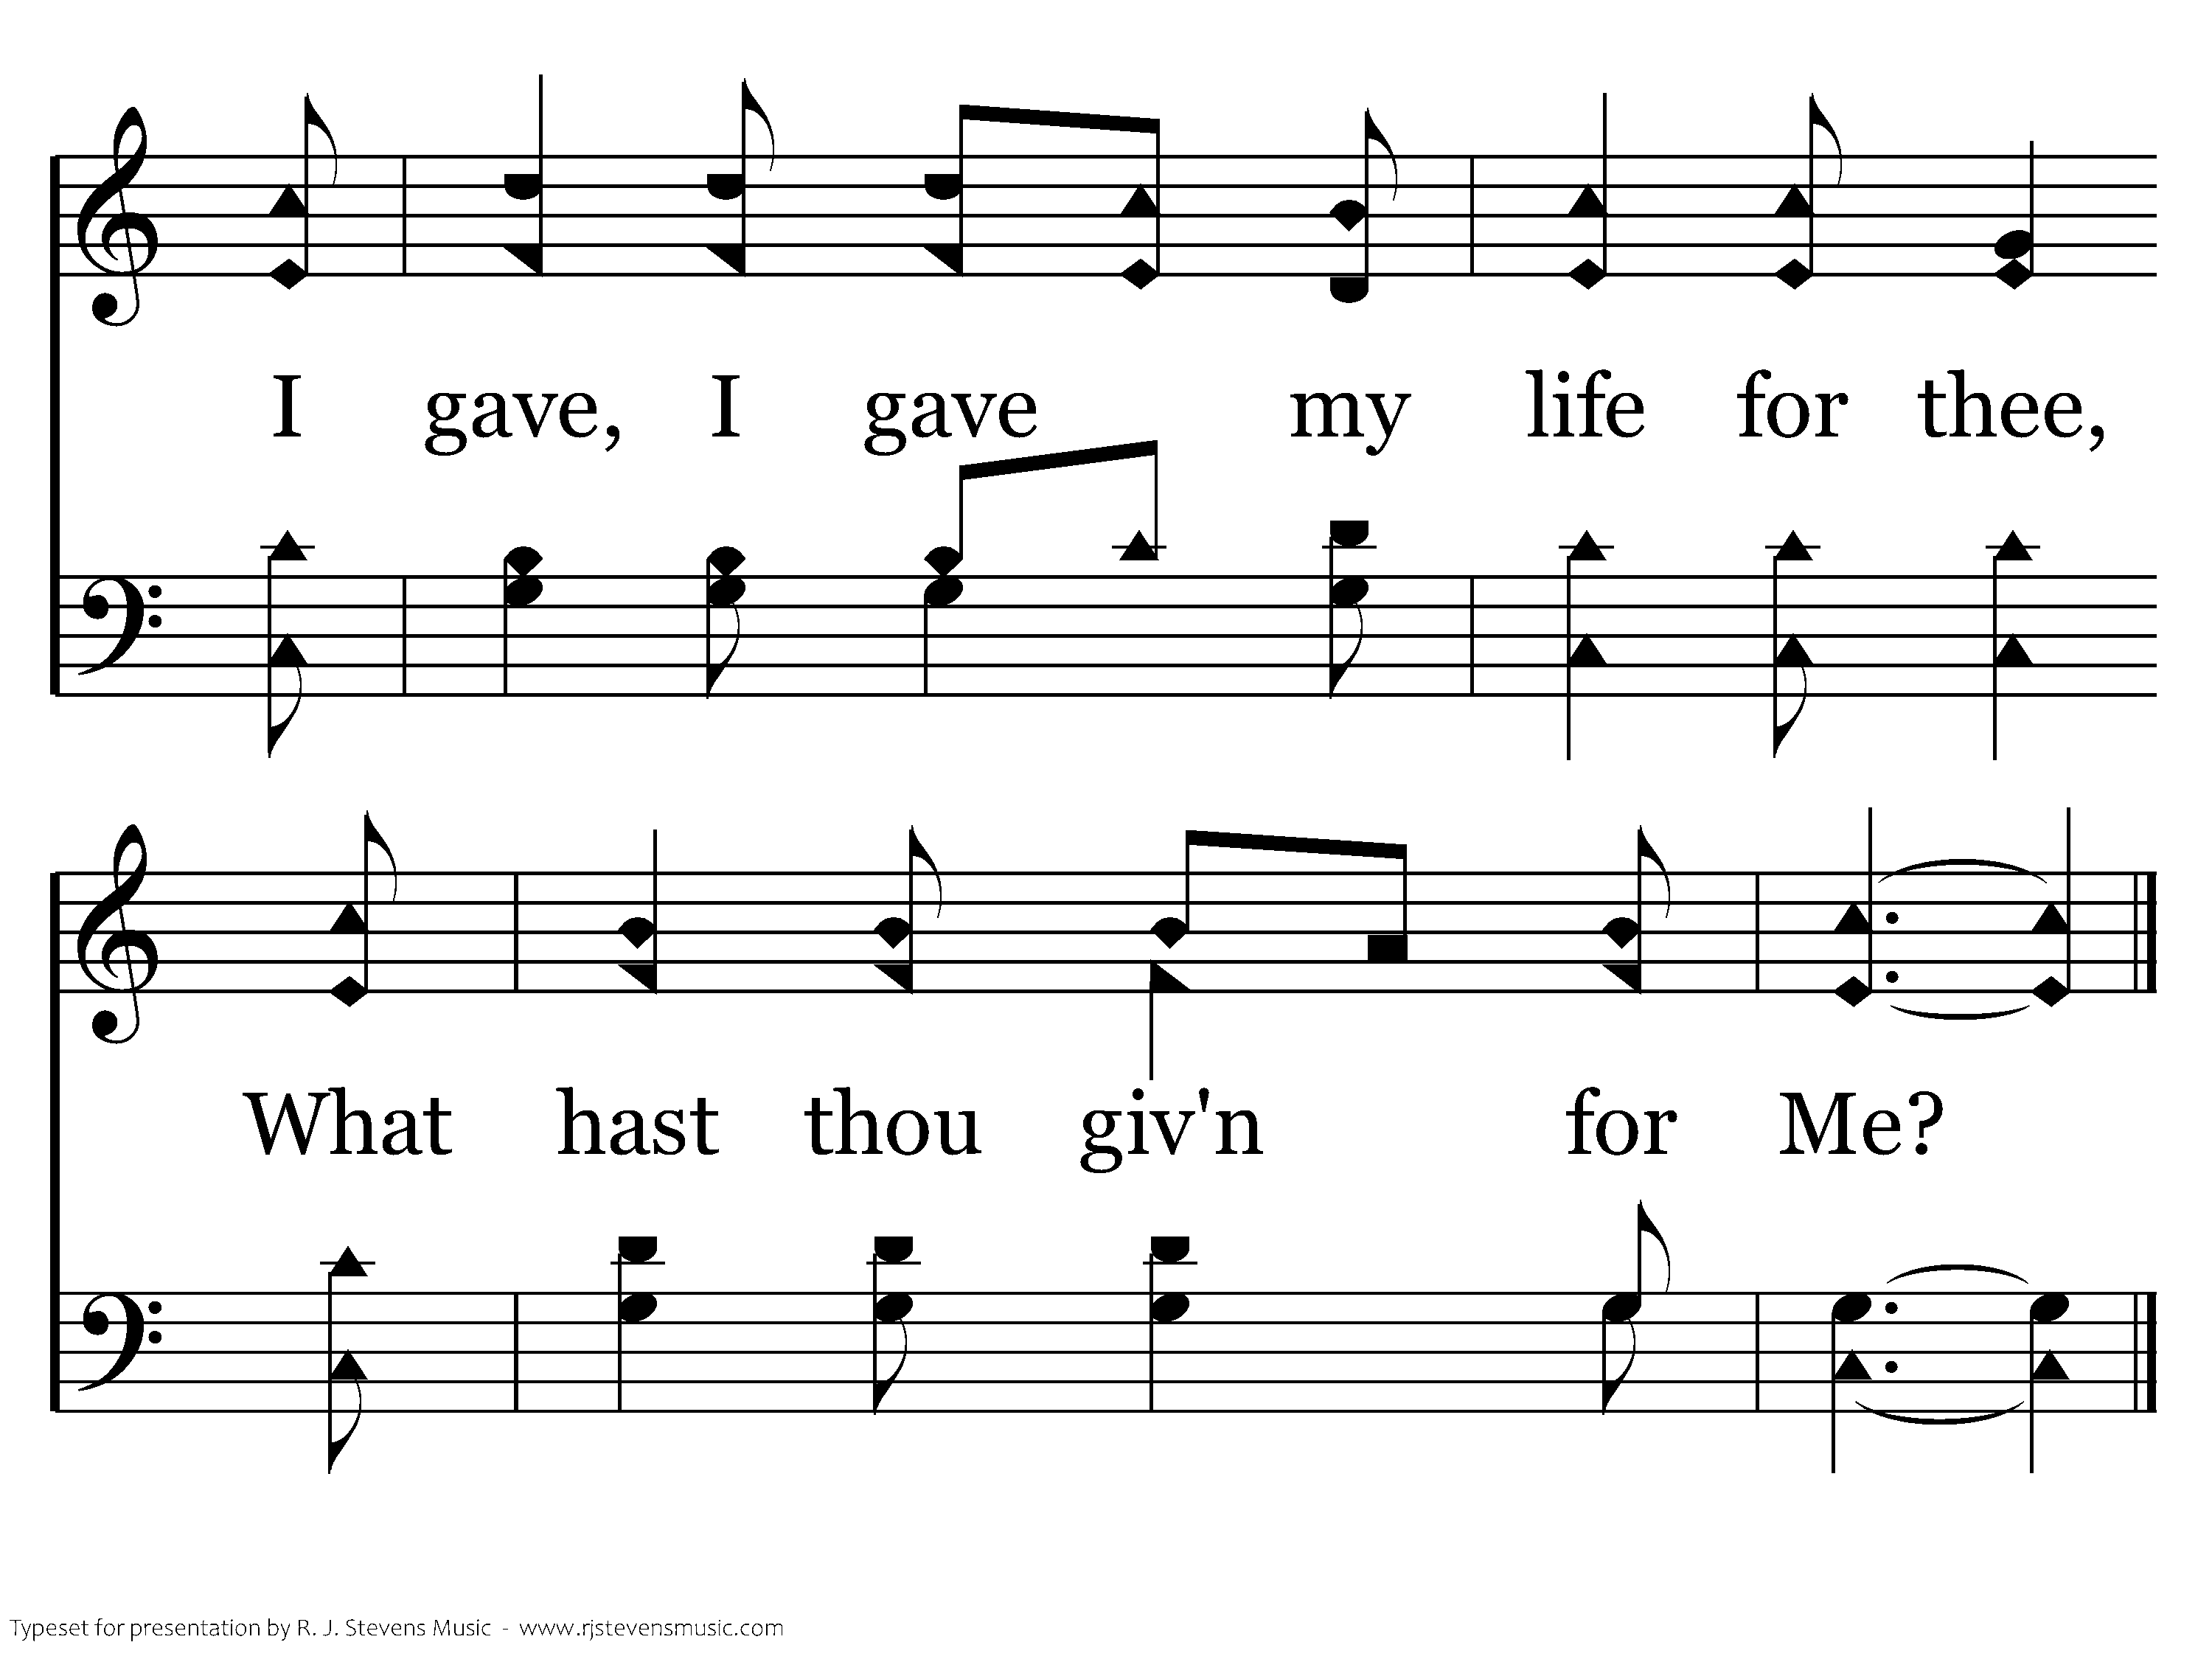 I gave, I gave my life for thee,
What hast thou giv'n for Me?
Typeset for presentation by R. J. Stevens Music - www.rjstevensmusic.com